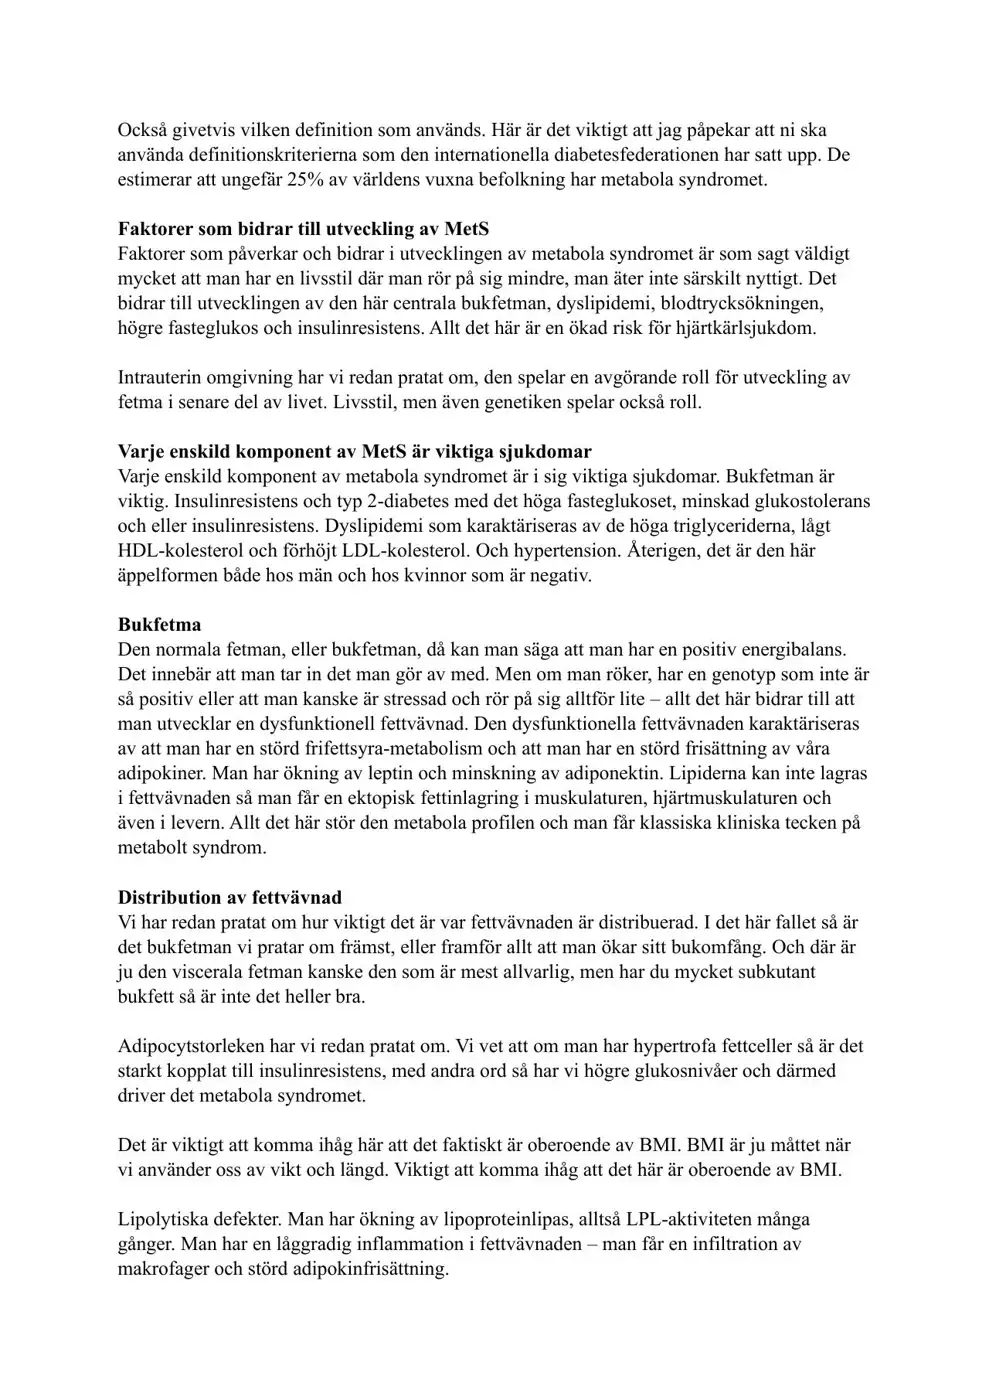 Också givetvis vilken definition som används. Här är det viktigt att jag påpekar att ni ska
använda definitionskriterierna som den internationella diabetesfederationen har satt upp. De
estimerar att ungefär 25% av världens vuxna befolkning har metabola syndromet.
Faktorer som bidrar till utveckling av MetS
Faktorer som påverkar och bidrar i utvecklingen av metabola syndromet är som sagt väldigt
mycket att man har en livsstil där man rör på sig mindre, man äter inte särskilt nyttigt. Det
bidrar till utvecklingen av den här centrala bukfetman, dyslipidemi, blodtrycksökningen,
högre fasteglukos och insulinresistens. Allt det här är en ökad risk för hjärtkärlsjukdom.
Intrauterin omgivning har vi redan pratat om, den spelar en avgörande roll för utveckling av
fetma i senare del av livet. Livsstil, men även genetiken spelar också roll.
Varje enskild komponent av MetS är viktiga sjukdomar
Varje enskild komponent av metabola syndromet är i sig viktiga sjukdomar. Bukfetman är
viktig. Insulinresistens och typ 2-diabetes med det höga fasteglukoset, minskad glukostolerans
och eller insulinresistens. Dyslipidemi som karaktäriseras av de höga triglyceriderna, lågt
HDL-kolesterol och förhöjt LDL-kolesterol. Och hypertension. Återigen, det är den här
äppelformen både hos män och hos kvinnor som är negativ.
Bukfetma
Den normala fetman, eller bukfetman, då kan man säga att man har en positiv energibalans.
Det innebär att man tar in det man gör av med. Men om man röker, har en genotyp som inte är
så positiv eller att man kanske är stressad och rör på sig alltför lite – allt det här bidrar till att
man utvecklar en dysfunktionell fettvävnad. Den dysfunktionella fettvävnaden karaktäriseras
av att man har en störd frifettsyra-metabolism och att man har en störd frisättning av våra
adipokiner. Man har ökning av leptin och minskning av adiponektin. Lipiderna kan inte lagras
i fettvävnaden så man får en ektopisk fettinlagring i muskulaturen, hjärtmuskulaturen och
även i levern. Allt det här stör den metabola profilen och man får klassiska kliniska tecken på
metabolt syndrom.
Distribution av fettvävnad
Vi har redan pratat om hur viktigt det är var fettvävnaden är distribuerad. I det här fallet så är
det bukfetman vi pratar om främst, eller framför allt att man ökar sitt bukomfång. Och där är
ju den viscerala fetman kanske den som är mest allvarlig, men har du mycket subkutant
bukfett så är inte det heller bra.
Adipocytstorleken har vi redan pratat om. Vi vet att om man har hypertrofa fettceller så är det
starkt kopplat till insulinresistens, med andra ord så har vi högre glukosnivåer och därmed
driver det metabola syndromet.
Det är viktigt att komma ihåg här att det faktiskt är oberoende av BMI. BMI är ju måttet när
vi använder oss av vikt och längd. Viktigt att komma ihåg att det här är oberoende av BMI.
Lipolytiska defekter. Man har ökning av lipoproteinlipas, alltså LPL-aktiviteten många
gånger. Man har en låggradig inflammation i fettvävnaden – man får en infiltration av
makrofager och störd adipokinfrisättning.